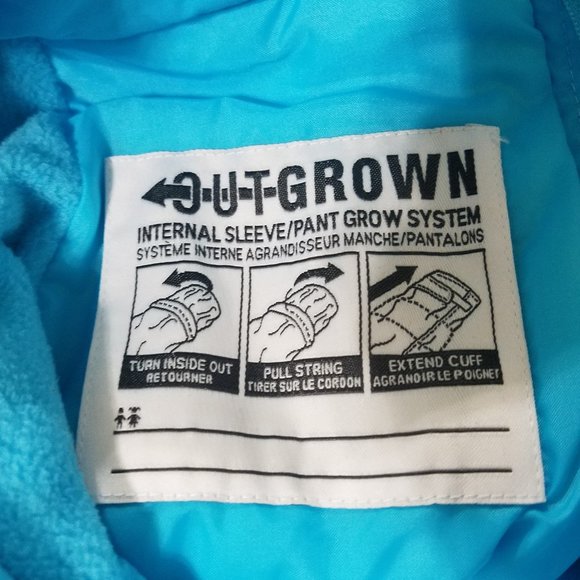 OUTGROWN
INTERNAL SLEEVE/PANT GROW SYSTEM
SYSTÈME INTERNE AGRANDISSEUR MANCHE/PANTALONS
TURN INSIDE OUT
RETOURNER
PULL STRING
TIRER SUR LE CORDON
EXTEND CUFF
AGRANDIR LE POIGNET